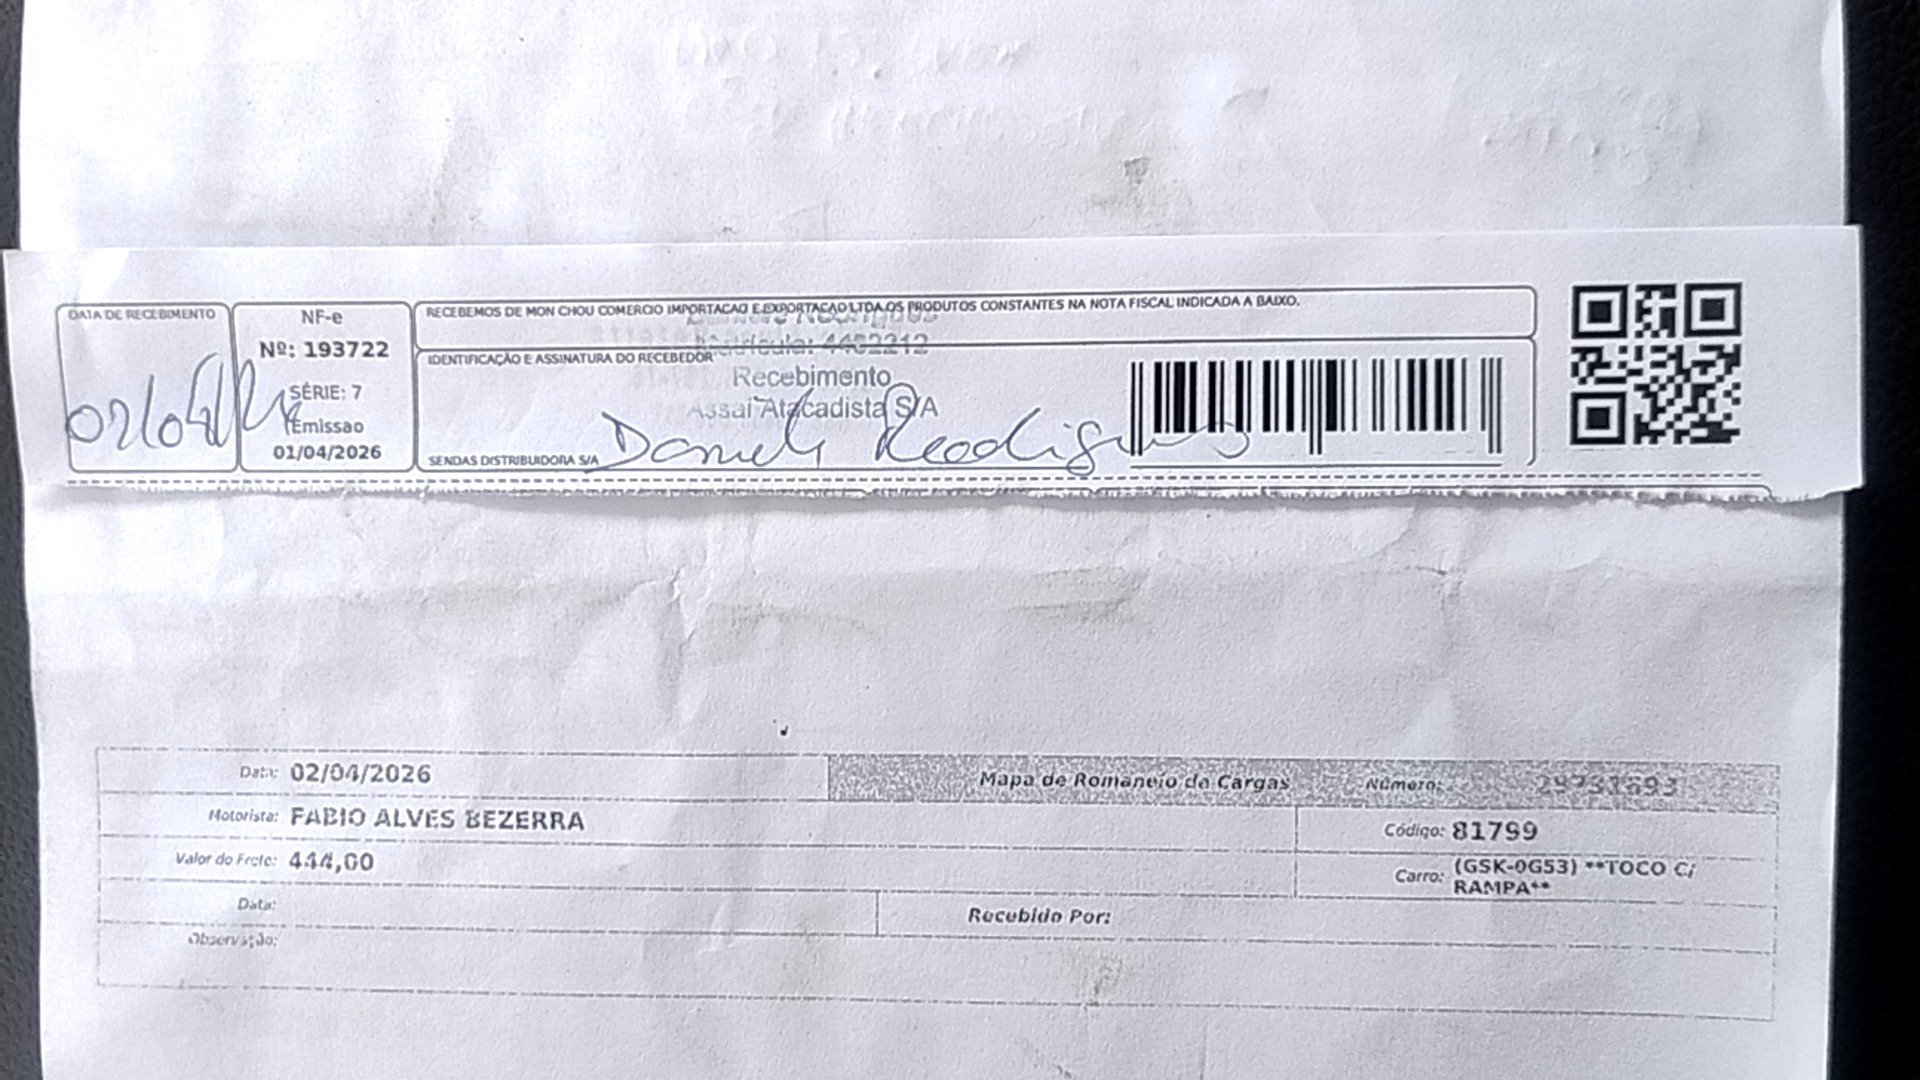 RECEBEMOS DE MON CHOU COMERCIO IMPORTACAO E EXPORTACAO LTDA OS PRODUTOS CONSTANTES NA NOTA FISCAL INDICADA A BAIXO.
DATA DE RECEBIMENTO
NF-e
Nº: 193722
SÉRIE: 7
Emissao
01/04/2026
IDENTIFICAÇÃO E ASSINATURA DO RECEBEDOR
Matrícula: 4402212
Recebimento
Assaí Atacadista S/A
SENDAS DISTRIBUIDORA S/A
Data: 02/04/2026
Mapa de Romaneio de Cargas
Número:
Motorista: FABIO ALVES BEZERRA
Código: 81799
Valor do Frete: 444,00
Carro: (GSK-0G53) **TOCO C/
RAMPA**
Data:
Recebido Por:
Observação: